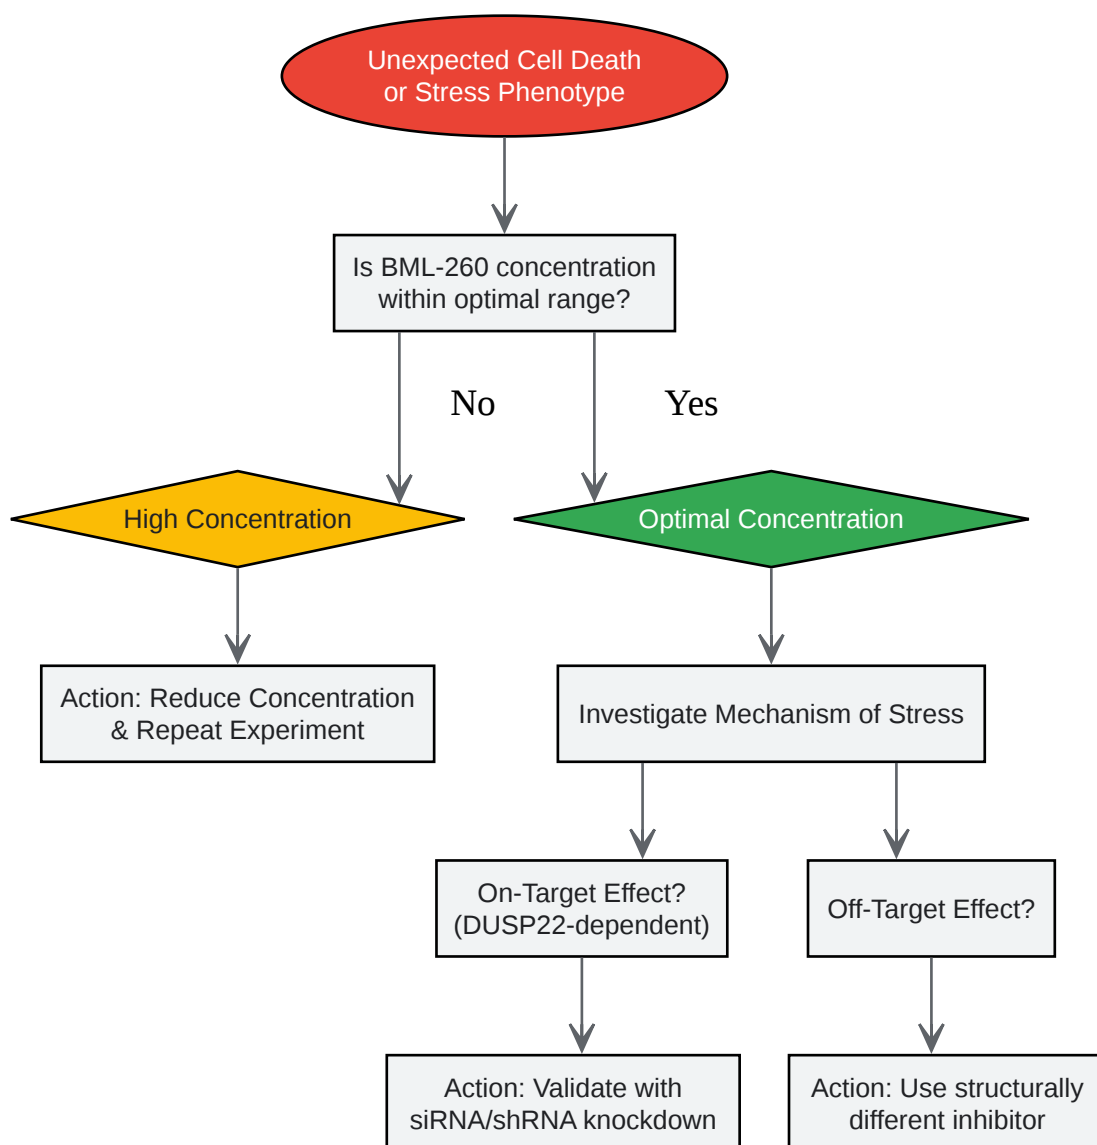 Unexpected Cell Death
or Stress Phenotype
Is BML-260 concentration
within optimal range?
No
Yes
High Concentration
Optimal Concentration
Action: Reduce Concentration
& Repeat Experiment
Investigate Mechanism of Stress
On-Target Effect?
(DUSP22-dependent)
Off-Target Effect?
Action: Validate with
siRNA/shRNA knockdown
Action: Use structurally
different inhibitor